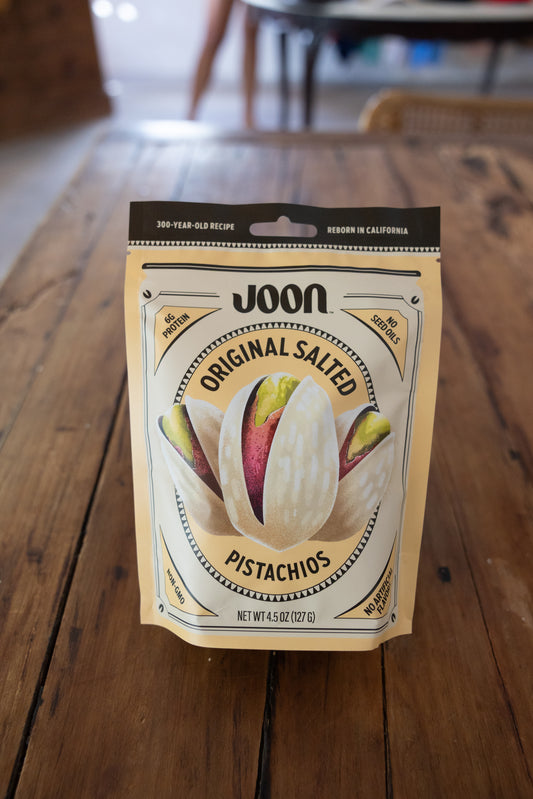 300-YEAR-OLD RECIPE
REBORN IN CALIFORNIA
JOON™
6G
PROTEIN
NO
SEED OILS
ORIGINAL SALTED
PISTACHIOS
NON-GMO
NO ARTIFICIAL
FLAVORS
NET WT 4.5 OZ (127 G)